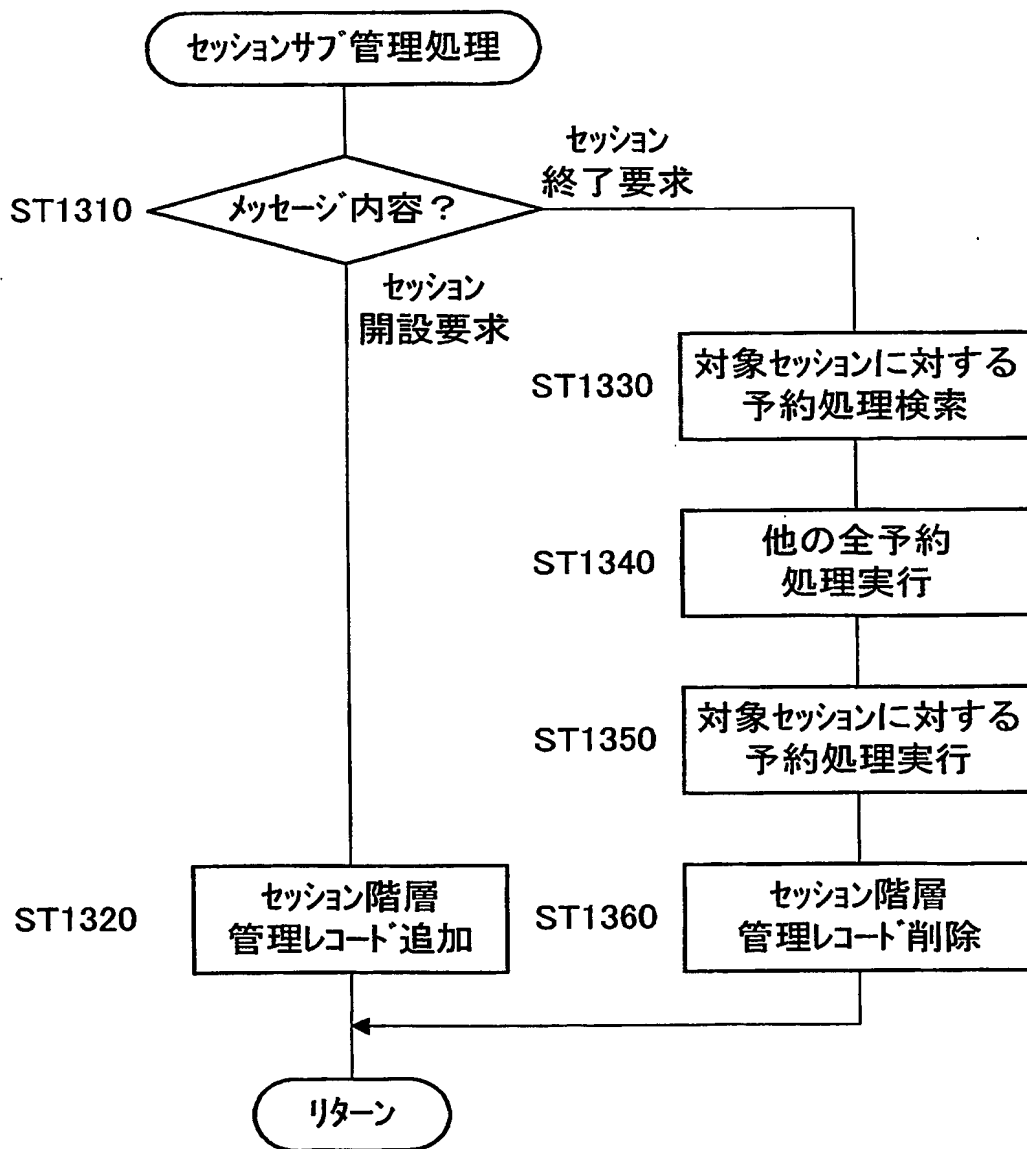 セッションサブ管理処理
セッション
終了要求
ST1310
メッセージ内容？
セッション
開設要求
ST1330
対象セッションに対する
予約処理検索
ST1340
他の全予約
処理実行
ST1350
対象セッションに対する
予約処理実行
ST1320
セッション階層
管理レコード追加
ST1360
セッション階層
管理レコード削除
リターン